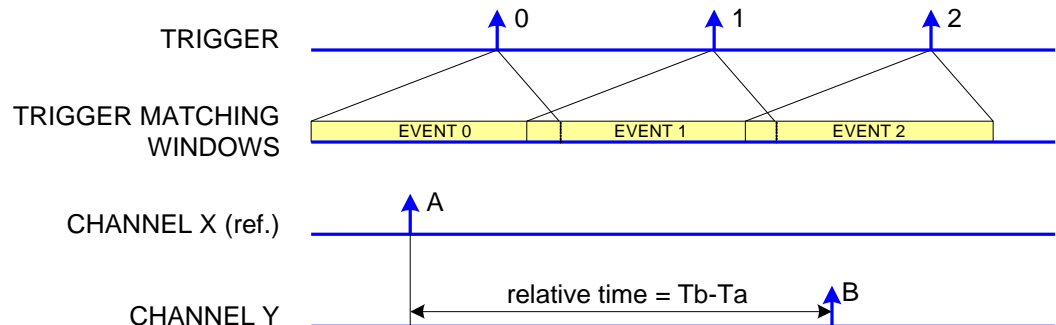 0
1
2
TRIGGER
TRIGGER MATCHING
WINDOWS
EVENT 0
EVENT 1
EVENT 2
A
CHANNEL X (ref.)
relative time = Tb-Ta
B
CHANNEL Y